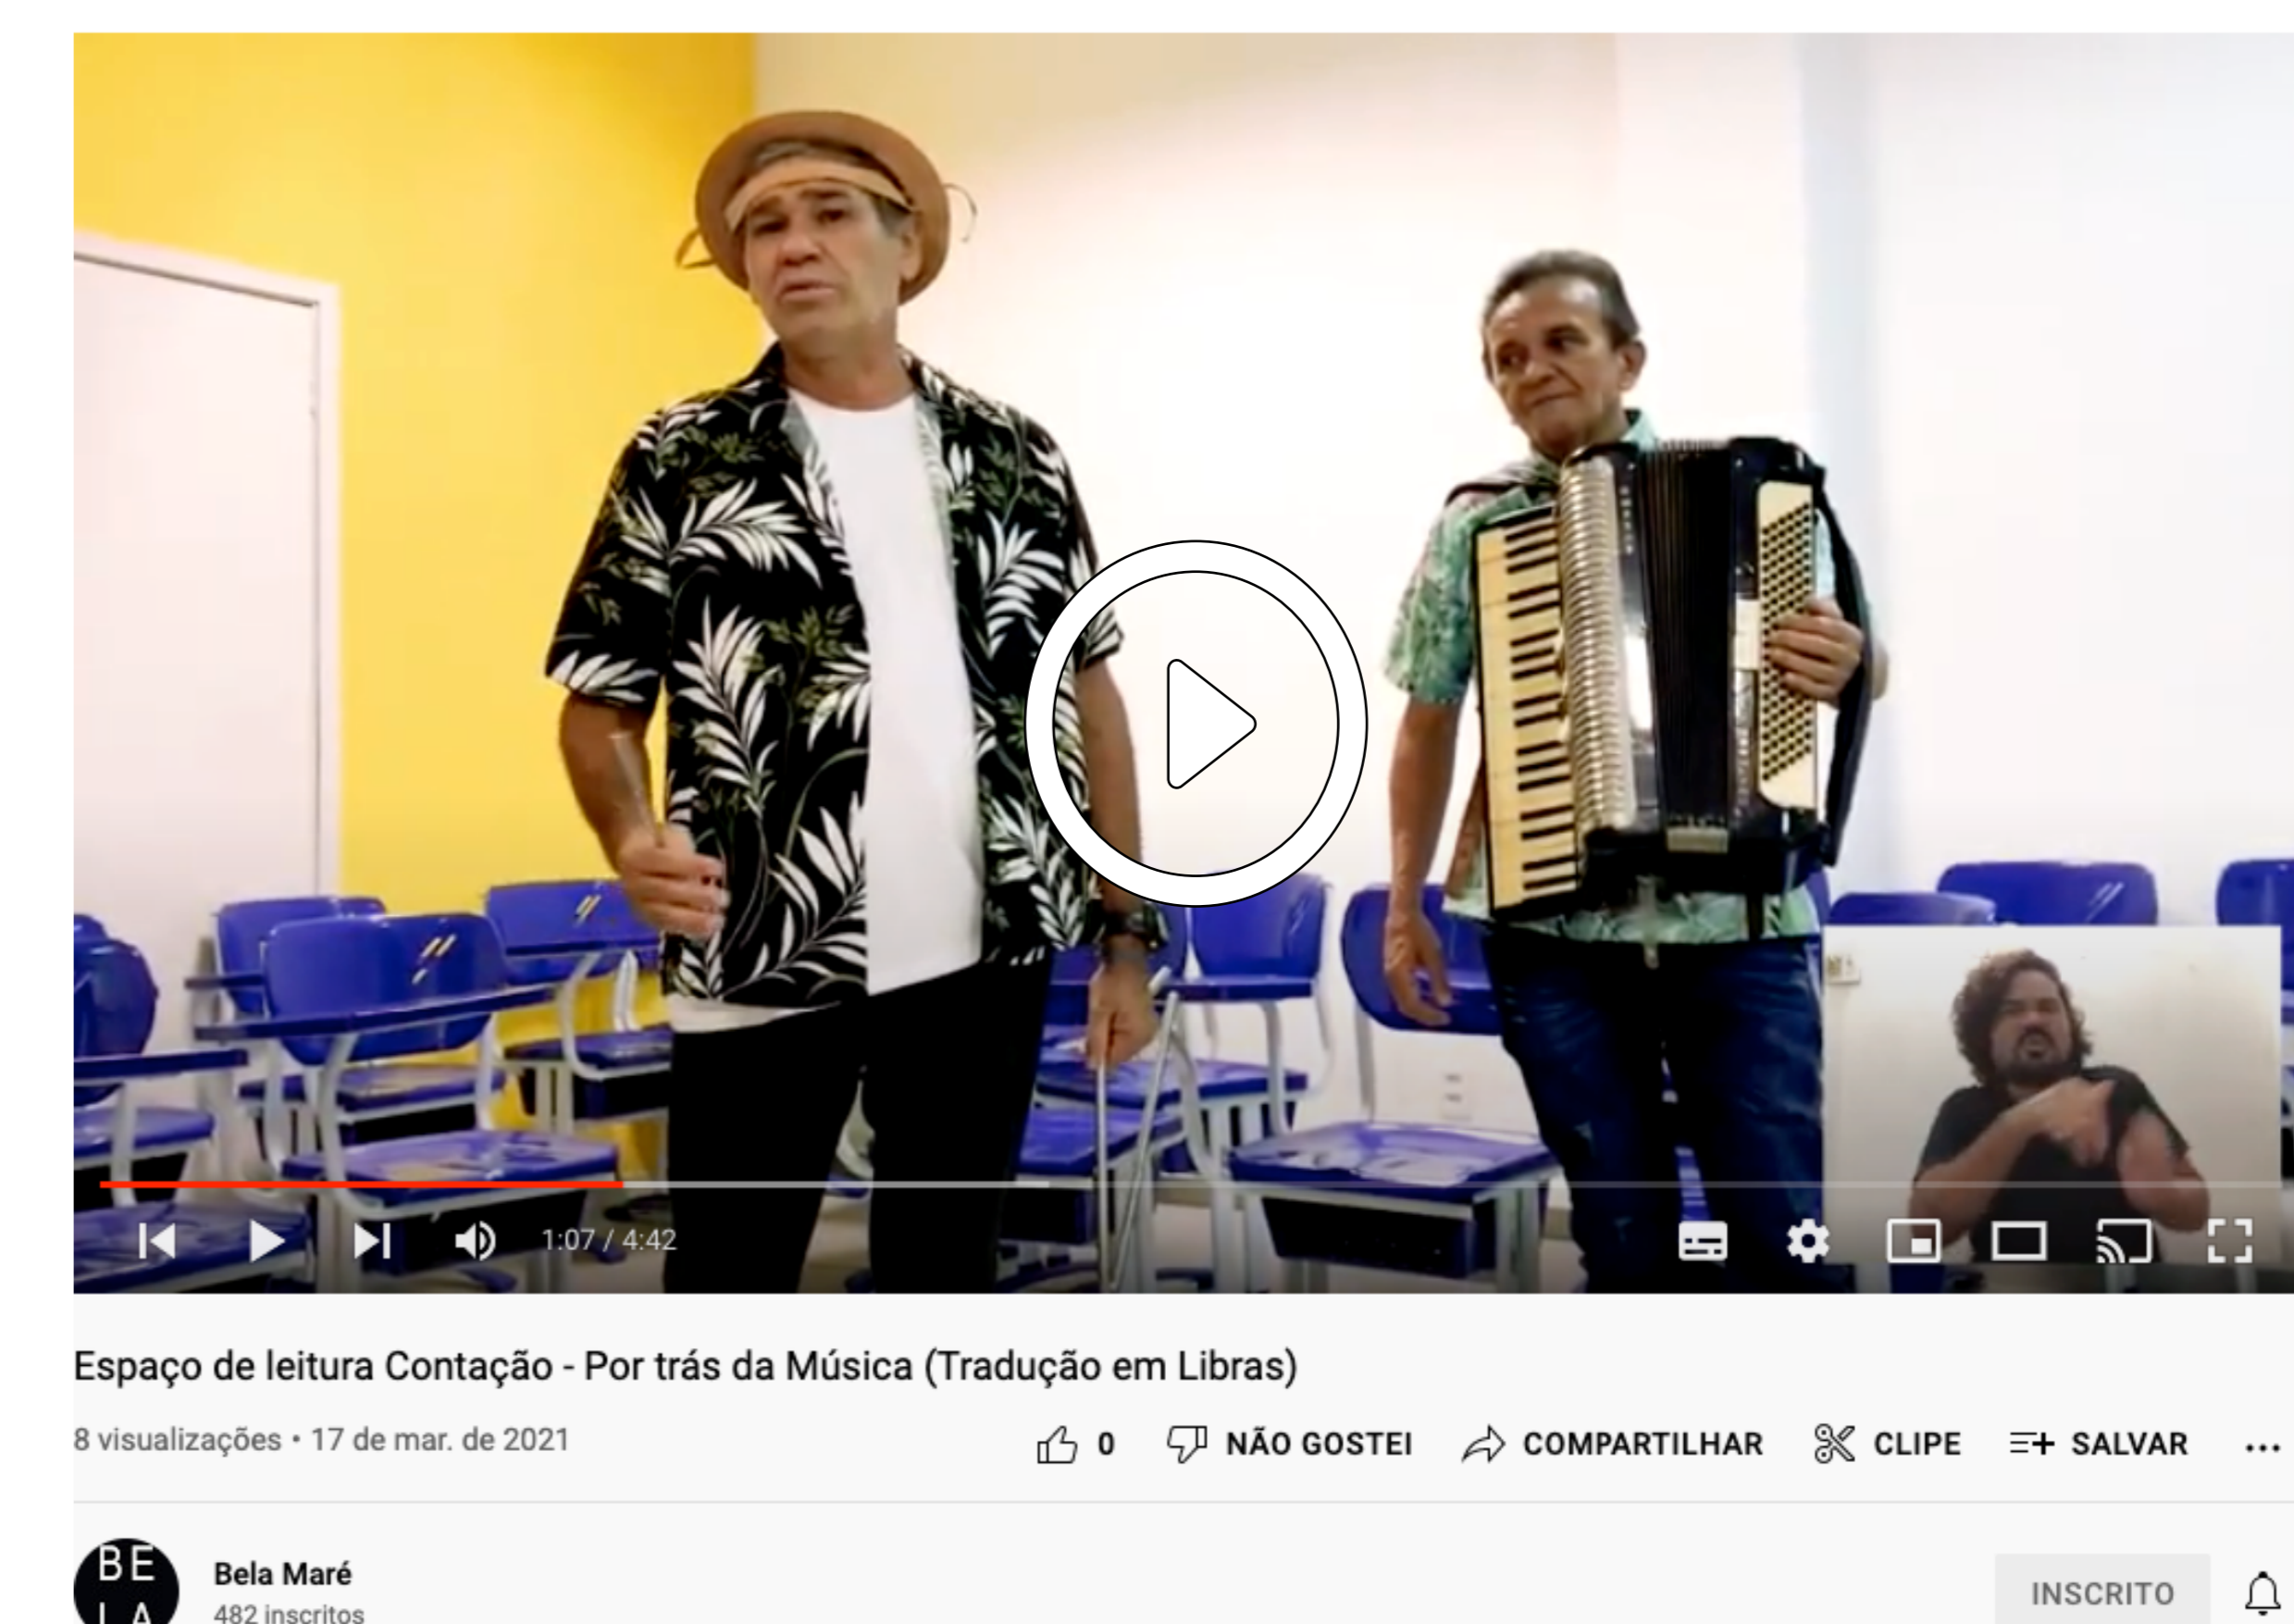 1:07 / 4:42
Espaço de leitura Contação - Por trás da Música (Tradução em Libras)
8 visualizações • 17 de mar. de 2021
0 NÃO GOSTEI COMPARTILHAR CLIPE SALVAR ...
BE
LA
Bela Maré
482 inscritos
INSCRITO